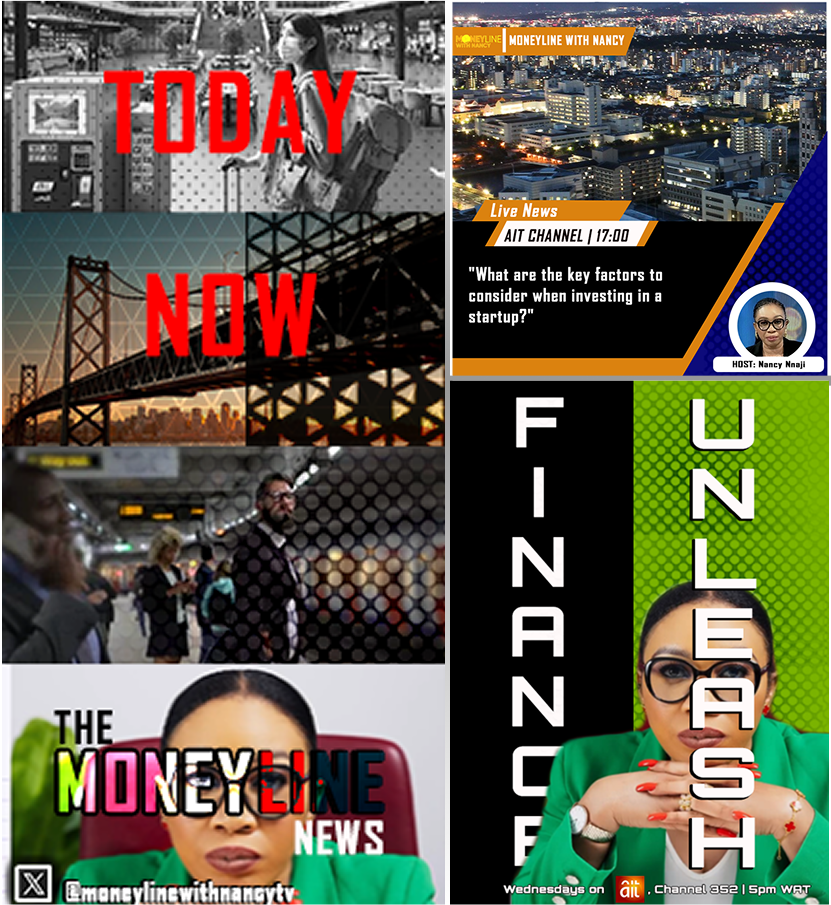 TODAY
NOW
THE
MONEYLINE
NEWS
X
@moneylinewithnancytv
MONEYLINE
WITH NANCY
MONEYLINE WITH NANCY
Live News
AIT CHANNEL | 17:00
"What are the key factors to
consider when investing in a
startup?"
HOST: Nancy Nnaji
FINANCE
UNLEASH
Wednesdays on ait, Channel 352 | 5pm WAT